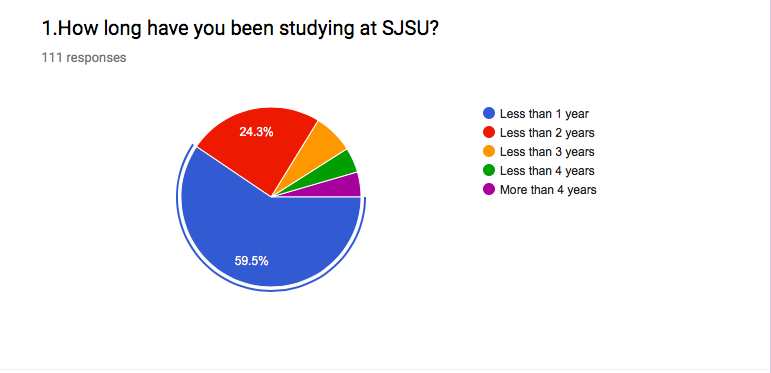 1.How long have you been studying at SJSU?
111 responses
24.3%
59.5%
Less than 1 year
Less than 2 years
Less than 3 years
Less than 4 years
More than 4 years